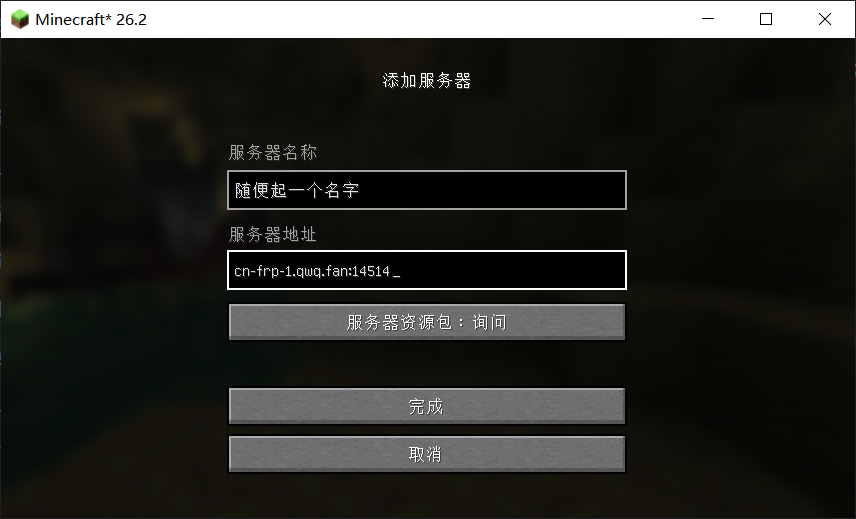 Minecraft* 26.2
添加服务器
服务器名称
随便起一个名字
服务器地址
cn-frp-1.qwq.fan:14514_
服务器资源包：询问
完成
取消